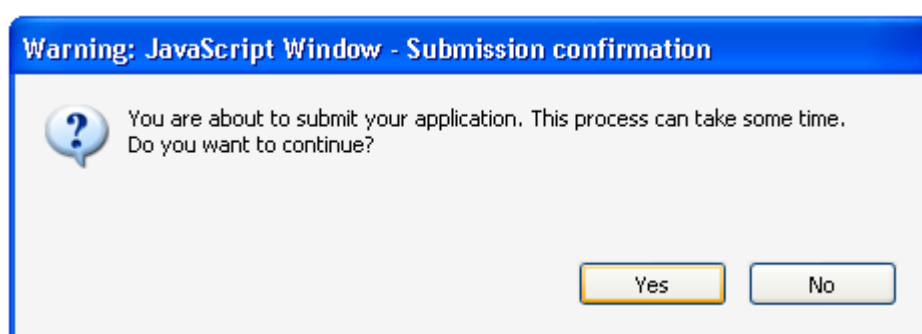 Warning: JavaScript Window - Submission confirmation
You are about to submit your application. This process can take some time.
Do you want to continue?
Yes No